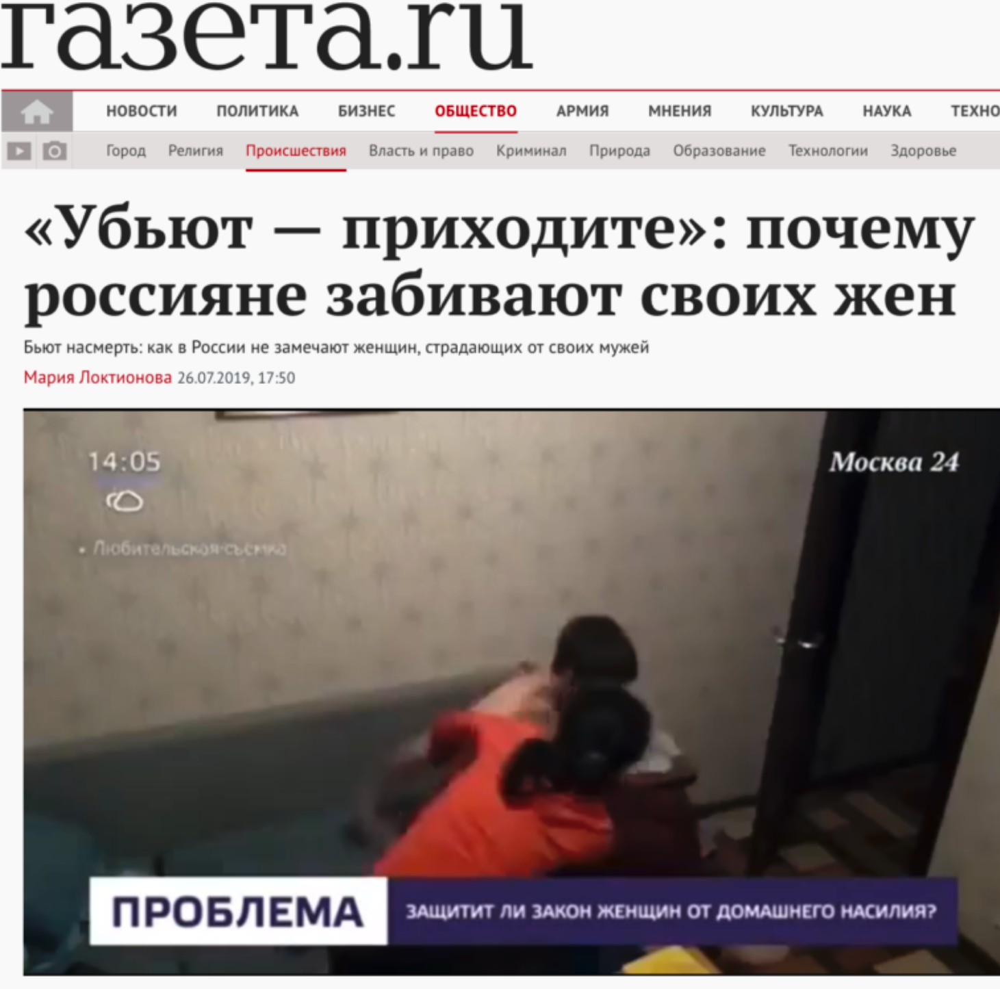 газета.ru
НОВОСТИ ПОЛИТИКА БИЗНЕС ОБЩЕСТВО АРМИЯ МНЕНИЯ КУЛЬТУРА НАУКА ТЕХНО
Город Религия Происшествия Власть и право Криминал Природа Образование Технологии Здоровье
«Убьют — приходите»: почему
россияне забивают своих жен
Бьют насмерть: как в России не замечают женщин, страдающих от своих мужей
Мария Локтионова 26.07.2019, 17:50
14:05
Москва 24
• Любительская съемка
ПРОБЛЕМА ЗАЩИТИТ ЛИ ЗАКОН ЖЕНЩИН ОТ ДОМАШНЕГО НАСИЛИЯ?